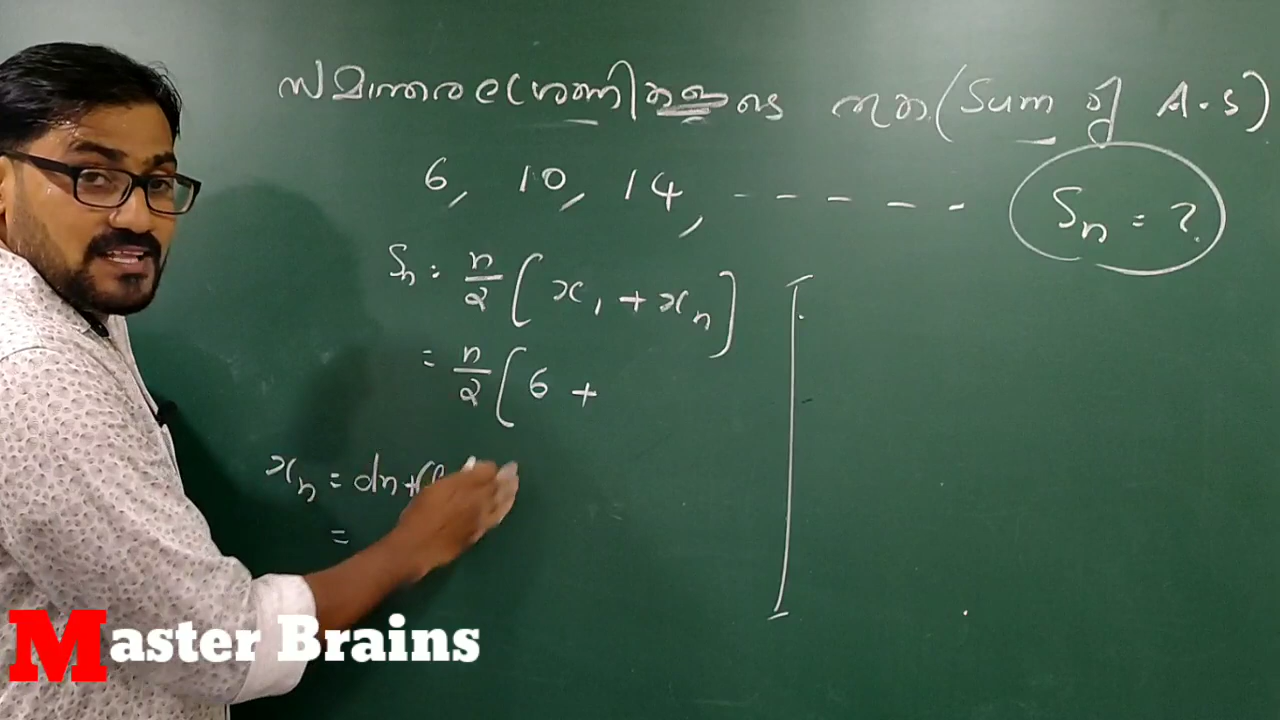 സമാന്തരശ്രേണികളുടെ തുക (Sum of A.S)
6, 10, 14, - - - - -
Sn = ?
Sn = n/2 [x₁ + xn]
= n/2 [6 +
xn = dn + (
=
Master Brains